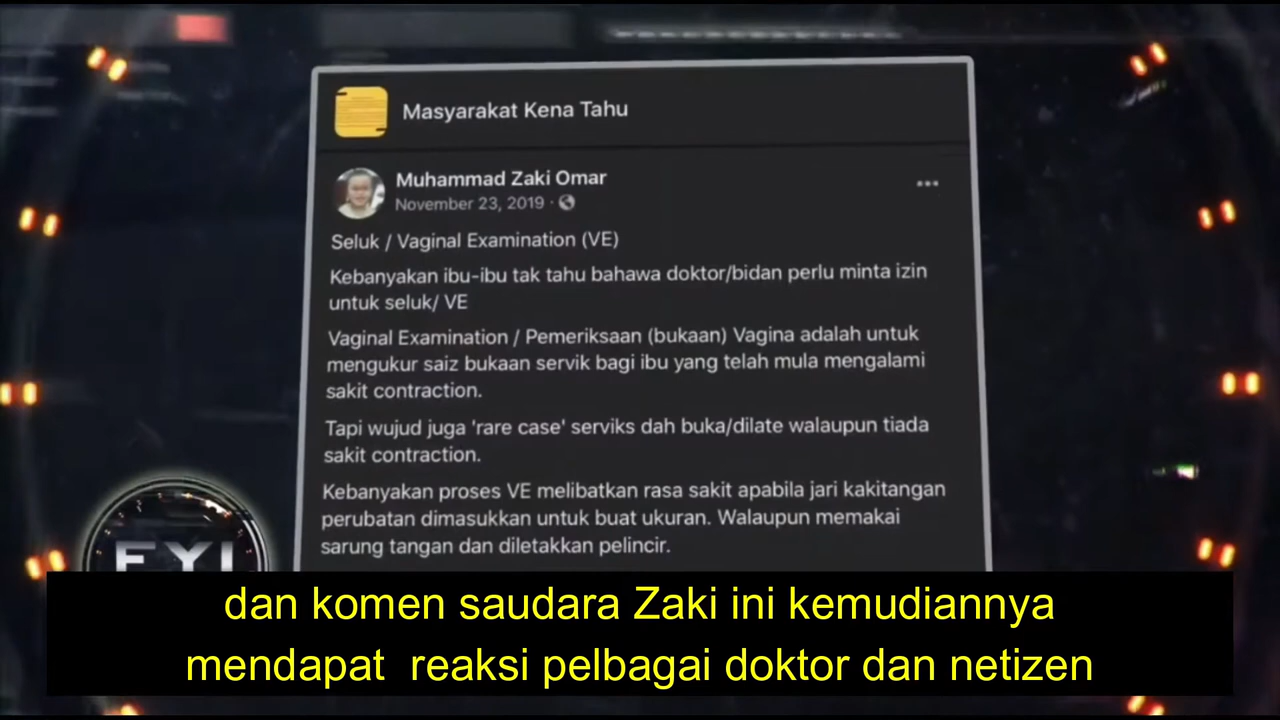 Masyarakat Kena Tahu
Muhammad Zaki Omar
November 23, 2019 ·
Seluk / Vaginal Examination (VE)
Kebanyakan ibu-ibu tak tahu bahawa doktor/bidan perlu minta izin
untuk seluk/ VE
Vaginal Examination / Pemeriksaan (bukaan) Vagina adalah untuk
mengukur saiz bukaan servik bagi ibu yang telah mula mengalami
sakit contraction.
Tapi wujud juga 'rare case' serviks dah buka/dilate walaupun tiada
sakit contraction.
Kebanyakan proses VE melibatkan rasa sakit apabila jari kakitangan
perubatan dimasukkan untuk buat ukuran. Walaupun memakai
sarung tangan dan diletakkan pelincir.
FYI
dan komen saudara Zaki ini kemudiannya
mendapat  reaksi pelbagai doktor dan netizen